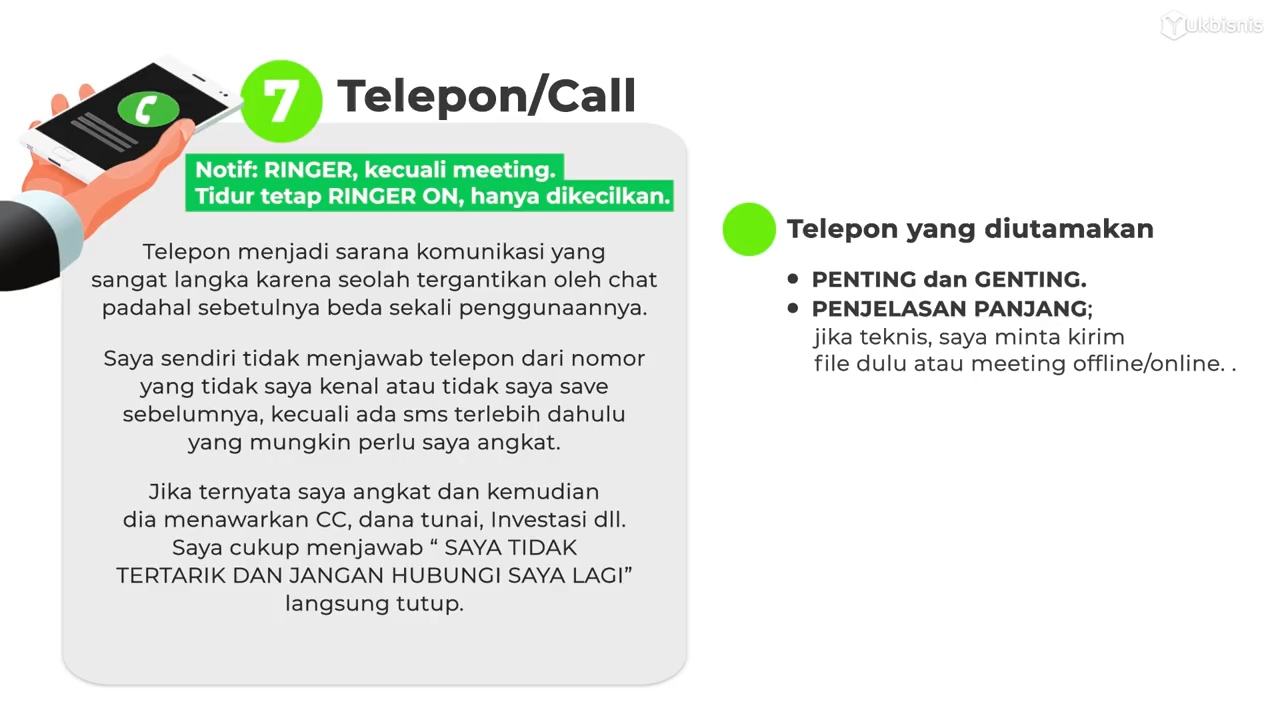 Yukbisnis
7 Telepon/Call
Notif: RINGER, kecuali meeting.
Tidur tetap RINGER ON, hanya dikecilkan.
Telepon menjadi sarana komunikasi yang
sangat langka karena seolah tergantikan oleh chat
padahal sebetulnya beda sekali penggunaannya.
Saya sendiri tidak menjawab telepon dari nomor
yang tidak saya kenal atau tidak saya save
sebelumnya, kecuali ada sms terlebih dahulu
yang mungkin perlu saya angkat.
Jika ternyata saya angkat dan kemudian
dia menawarkan CC, dana tunai, Investasi dll.
Saya cukup menjawab “ SAYA TIDAK
TERTARIK DAN JANGAN HUBUNGI SAYA LAGI”
langsung tutup.
Telepon yang diutamakan
• PENTING dan GENTING.
• PENJELASAN PANJANG;
jika teknis, saya minta kirim
file dulu atau meeting offline/online. .